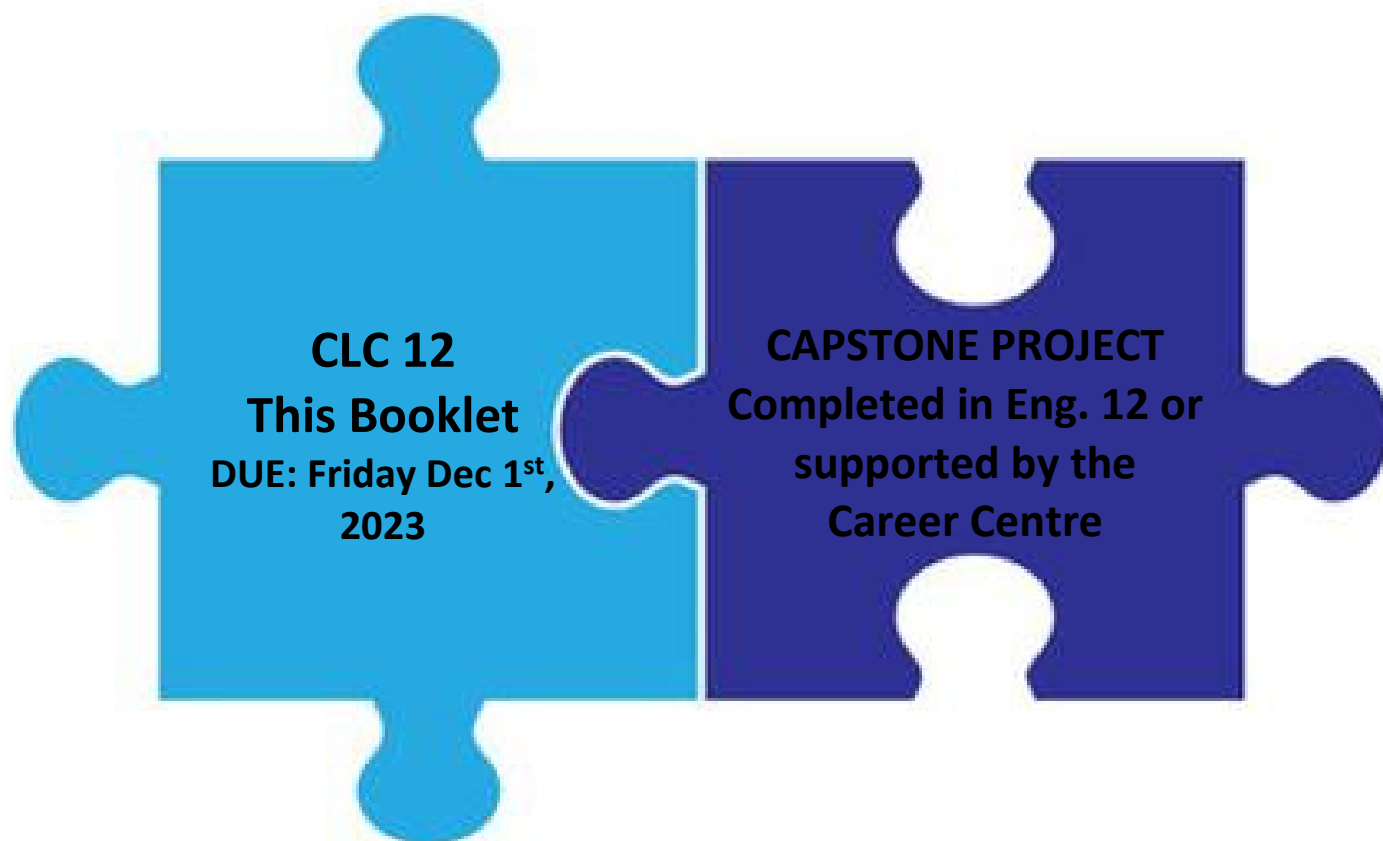 CLC 12
This Booklet
DUE: Friday Dec 1st,
2023
CAPSTONE PROJECT
Completed in Eng. 12 or
supported by the
Career Centre